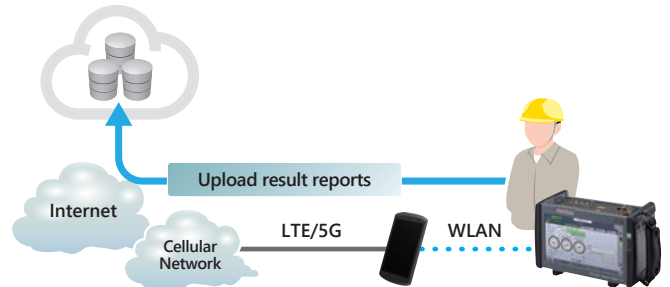 Upload result reports
Internet
LTE/5G
WLAN
Cellular
Network